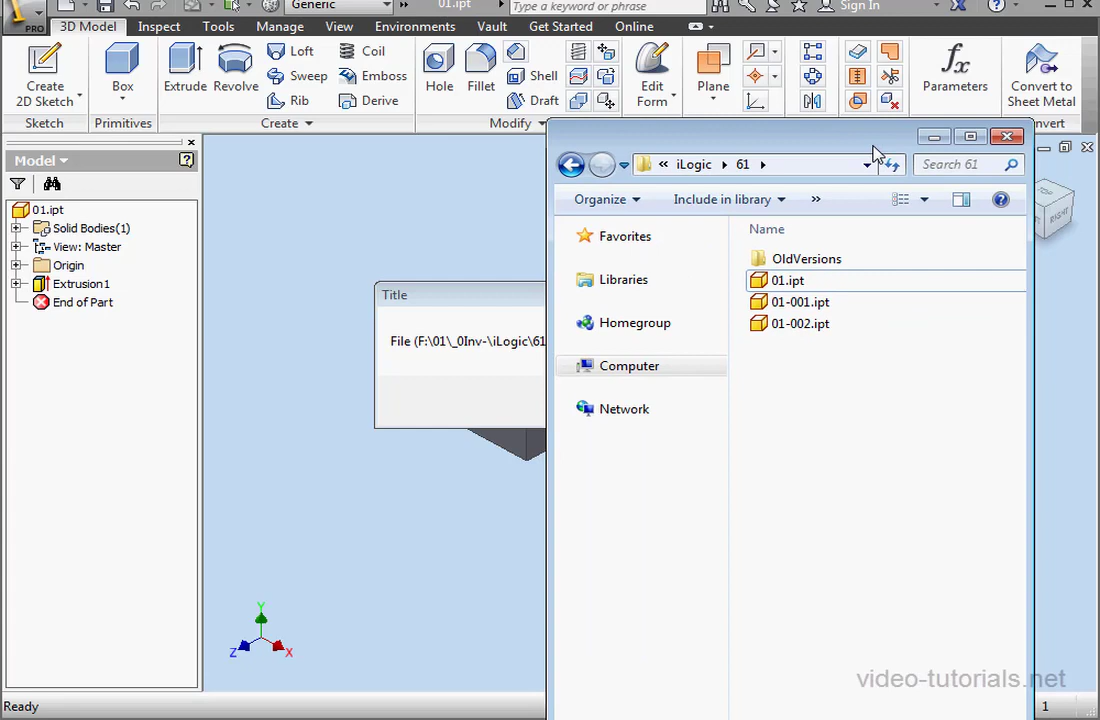 Generic
01.ipt
Type a keyword or phrase
Sign In
PRO
3D Model
Inspect
Tools
Manage
View
Environments
Vault
Get Started
Online
Create
2D Sketch
Box
Extrude
Revolve
Loft
Sweep
Rib
Coil
Emboss
Derive
Hole
Fillet
Shell
Draft
Edit
Form
Plane
Parameters
Convert to
Sheet Metal
Sketch
Primitives
Create
Modify
nvert
Model
01.ipt
Solid Bodies(1)
View: Master
Origin
Extrusion1
End of Part
Title
File (F:\01\_0Inv-\iLogic\61
« iLogic
61
Search 61
Organize
Include in library
»
Favorites
Libraries
Homegroup
Computer
Network
Name
OldVersions
01.ipt
01-001.ipt
01-002.ipt
TOP
RIGHT
Y
Z
X
video-tutorials.net
Ready
1